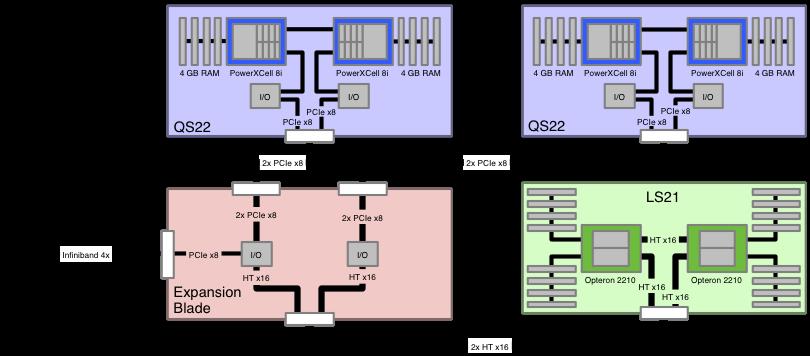 4 GB RAM
PowerXCell 8i
PowerXCell 8i
4 GB RAM
I/O
I/O
PCIe x8
PCIe x8
QS22
4 GB RAM
PowerXCell 8i
PowerXCell 8i
4 GB RAM
I/O
I/O
PCIe x8
PCIe x8
QS22
2x PCIe x8
2x PCIe x8
2x PCIe x8
2x PCIe x8
PCIe x8
I/O
I/O
HT x16
HT x16
Expansion
Blade
Infiniband 4x
LS21
HT x16
Opteron 2210
Opteron 2210
HT x16
HT x16
2x HT x16